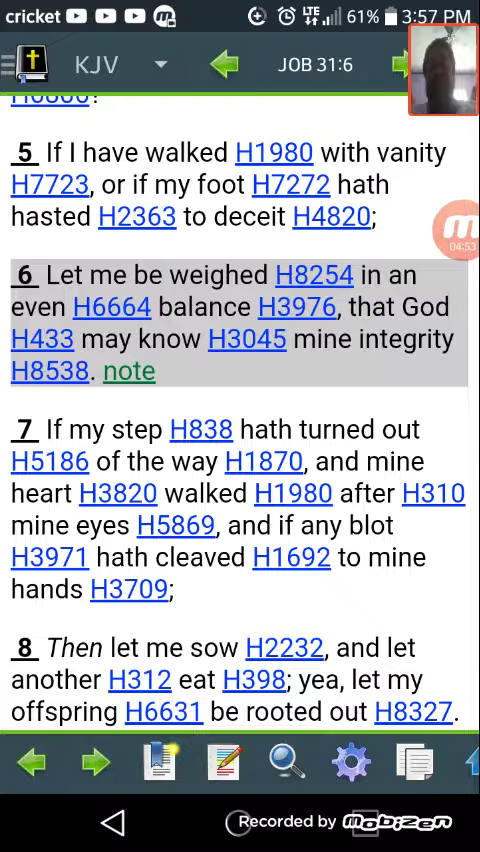 cricket LTE 61% 3:57 PM
KJV JOB 31:6
5 If I have walked H1980 with vanity
H7723, or if my foot H7272 hath
hasted H2363 to deceit H4820;
04:53
6 Let me be weighed H8254 in an
even H6664 balance H3976, that God
H433 may know H3045 mine integrity
H8538. note
7 If my step H838 hath turned out
H5186 of the way H1870, and mine
heart H3820 walked H1980 after H310
mine eyes H5869, and if any blot
H3971 hath cleaved H1692 to mine
hands H3709;
8 Then let me sow H2232, and let
another H312 eat H398; yea, let my
offspring H6631 be rooted out H8327.
Recorded by mobizen